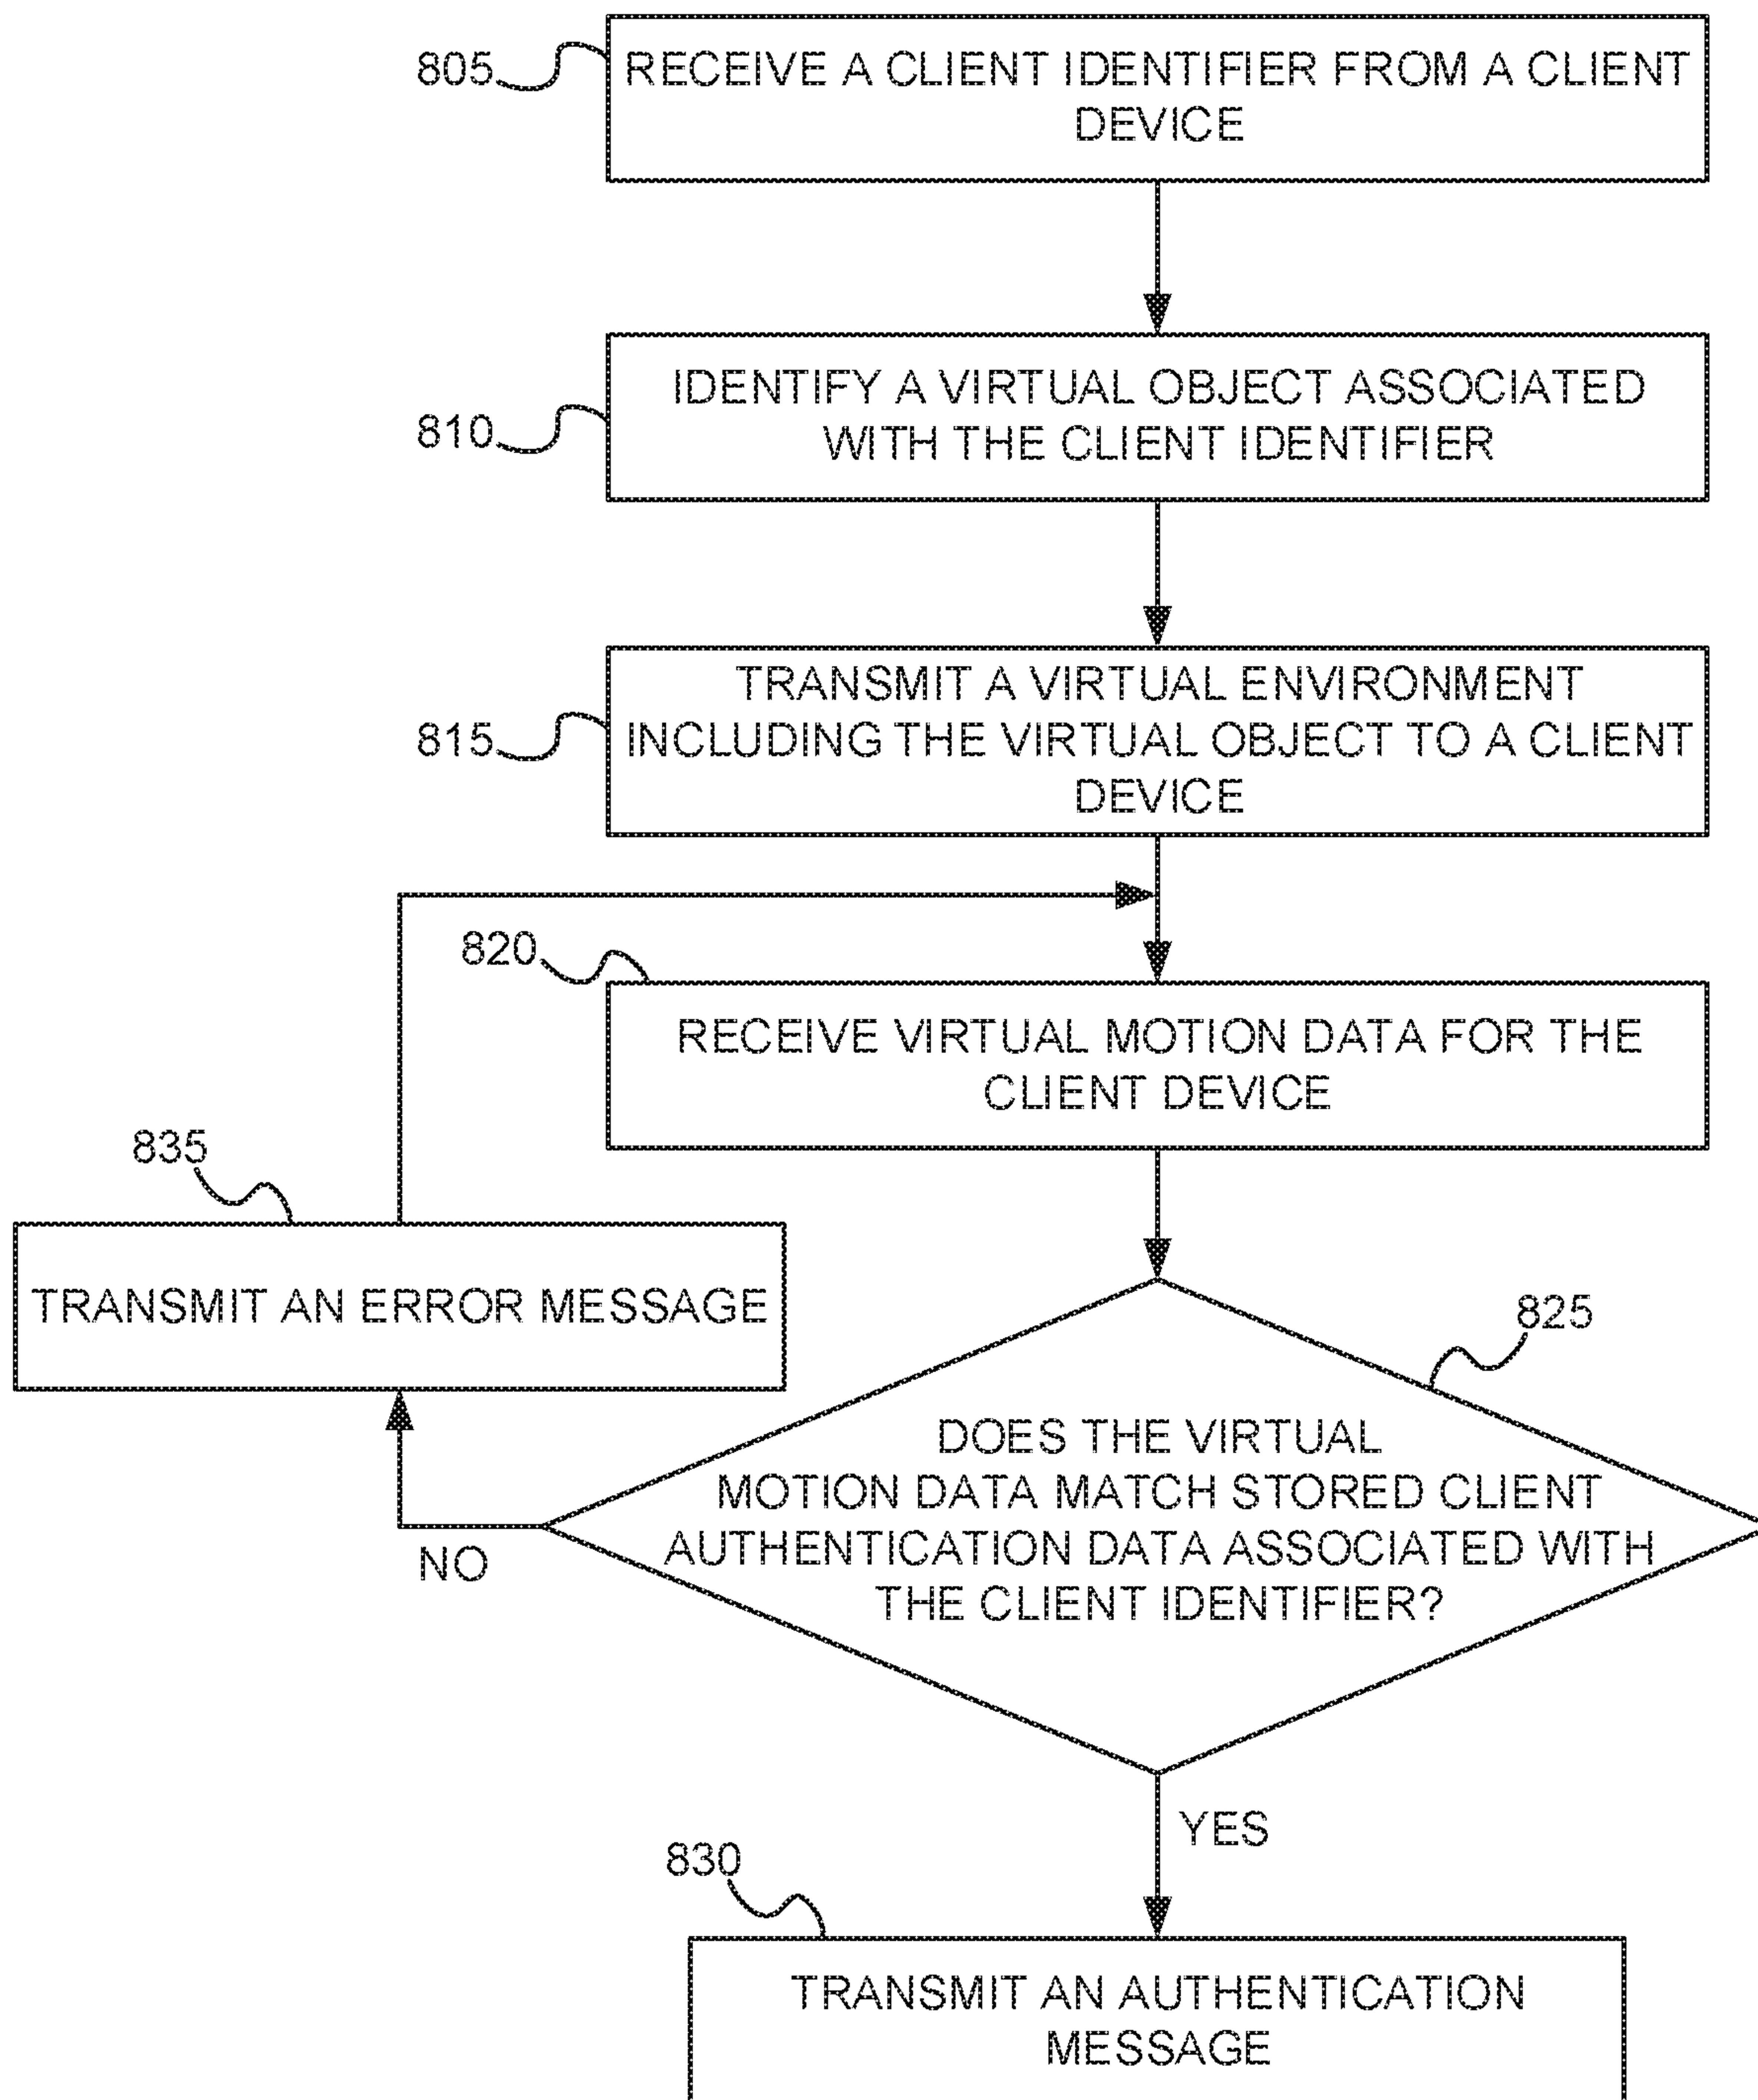 805
RECEIVE A CLIENT IDENTIFIER FROM A CLIENT
DEVICE
810
IDENTIFY A VIRTUAL OBJECT ASSOCIATED
WITH THE CLIENT IDENTIFIER
815
TRANSMIT A VIRTUAL ENVIRONMENT
INCLUDING THE VIRTUAL OBJECT TO A CLIENT
DEVICE
820
RECEIVE VIRTUAL MOTION DATA FOR THE
CLIENT DEVICE
835
TRANSMIT AN ERROR MESSAGE
825
DOES THE VIRTUAL
MOTION DATA MATCH STORED CLIENT
AUTHENTICATION DATA ASSOCIATED WITH
THE CLIENT IDENTIFIER?
NO
YES
830
TRANSMIT AN AUTHENTICATION
MESSAGE